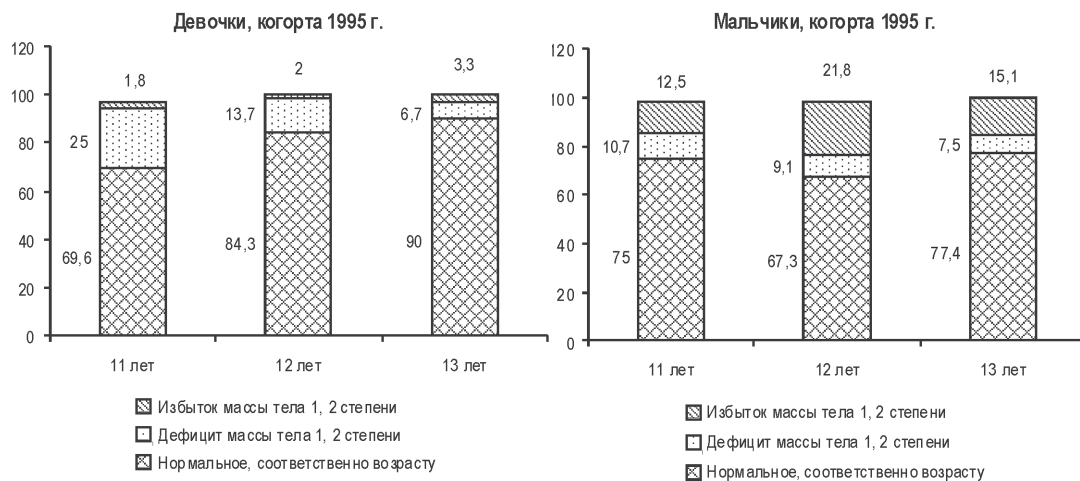 Девочки, когорта 1995 г.
120
100
80
60
40
20
0
1,8
25
69,6
2
13,7
84,3
3,3
6,7
90
11 лет
12 лет
13 лет
Избыток массы тела 1, 2 степени
Дефицит массы тела 1, 2 степени
Нормальное, соответственно возрасту
Мальчики, когорта 1995 г.
120
100
80
60
40
20
0
12,5
10,7
75
21,8
9,1
67,3
15,1
7,5
77,4
11 лет
12 лет
13 лет
Избыток массы тела 1, 2 степени
Дефицит массы тела 1, 2 степени
Нормальное, соответственно возрасту